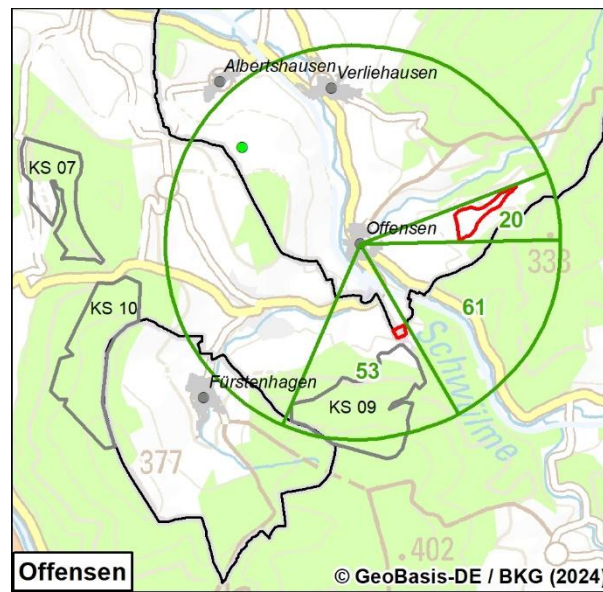 Albertshausen
Verliehausen
KS 07
Offensen
20
333
KS 10
61
Schwülme
53
Fürstenhagen
KS 09
377
.402
Offensen
© GeoBasis-DE / BKG (2024)